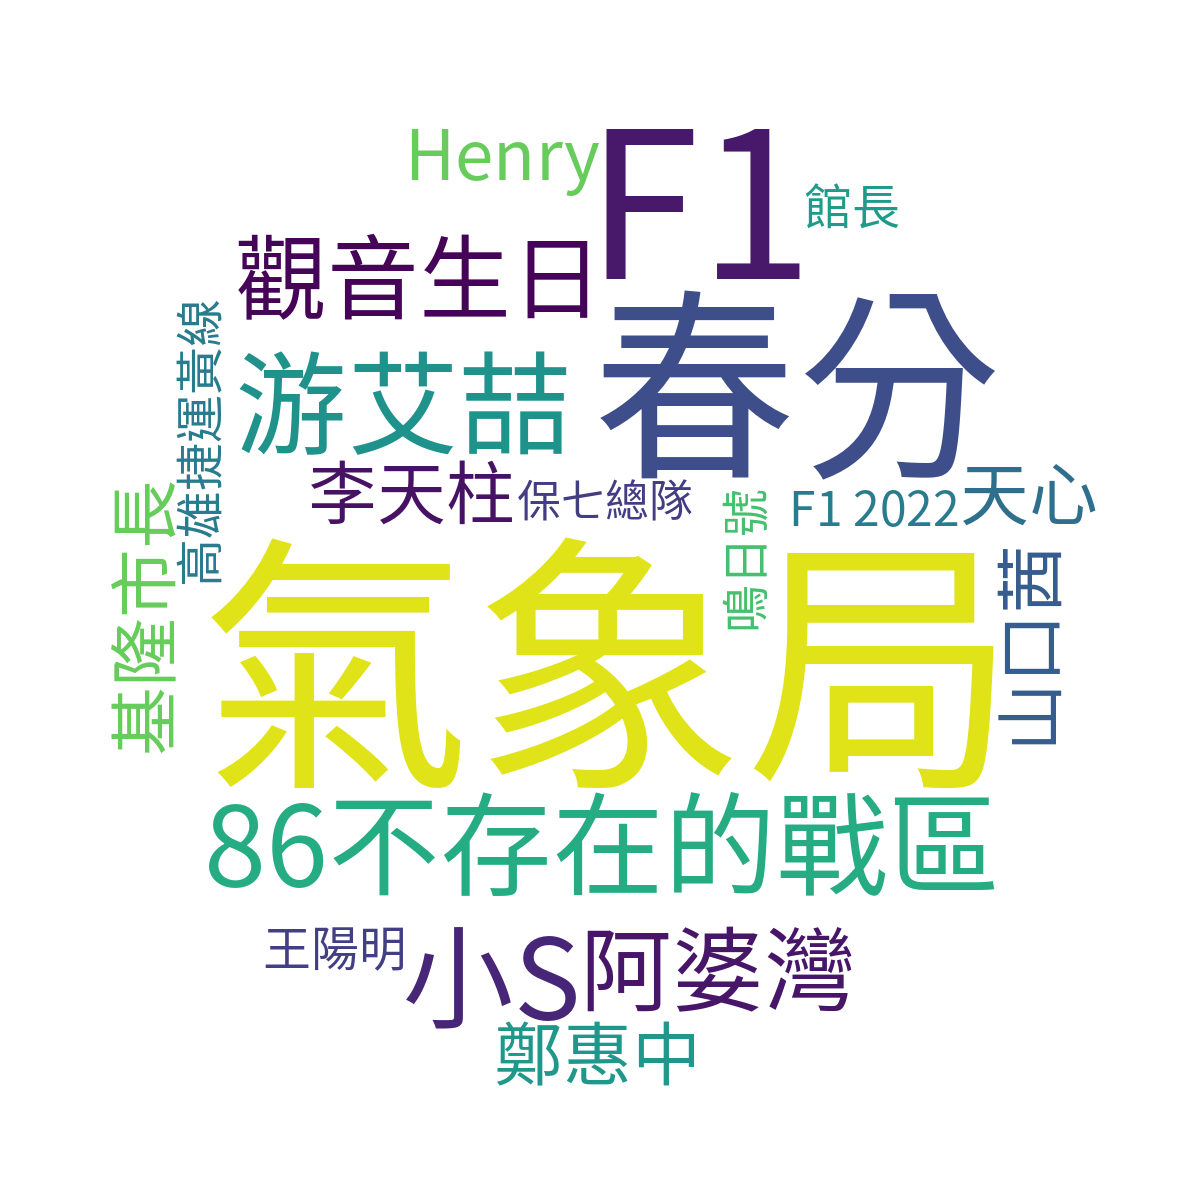 Henry
F1
館長
觀音生日
春分
高雄捷運黃線
游艾喆
李天柱
保七總隊
鳴日號
F1 2022
天心
基隆市長
氣象局
山口茜
86不存在的戰區
王陽明
小S
阿婆灣
鄭惠中